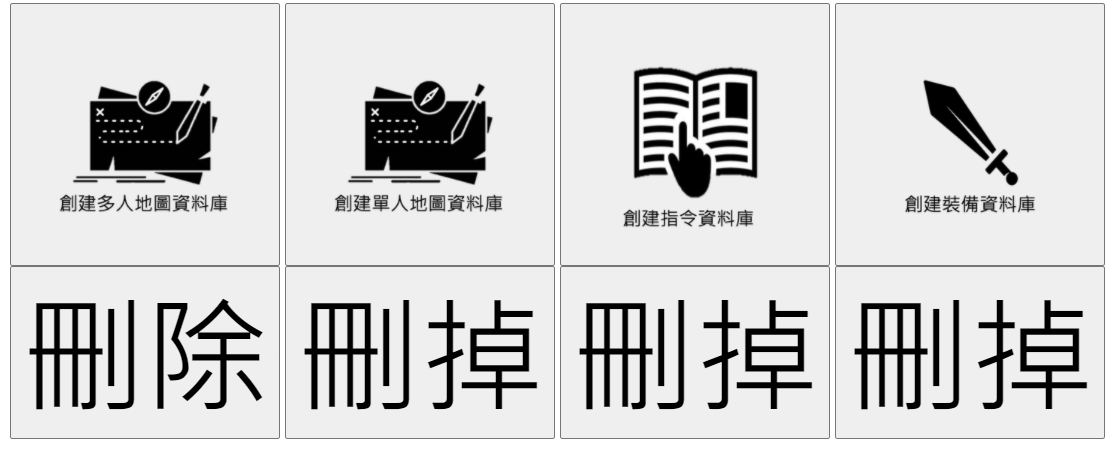 創建多人地圖資料庫
創建單人地圖資料庫
創建指令資料庫
創建裝備資料庫
刪除
刪掉
刪掉
刪掉